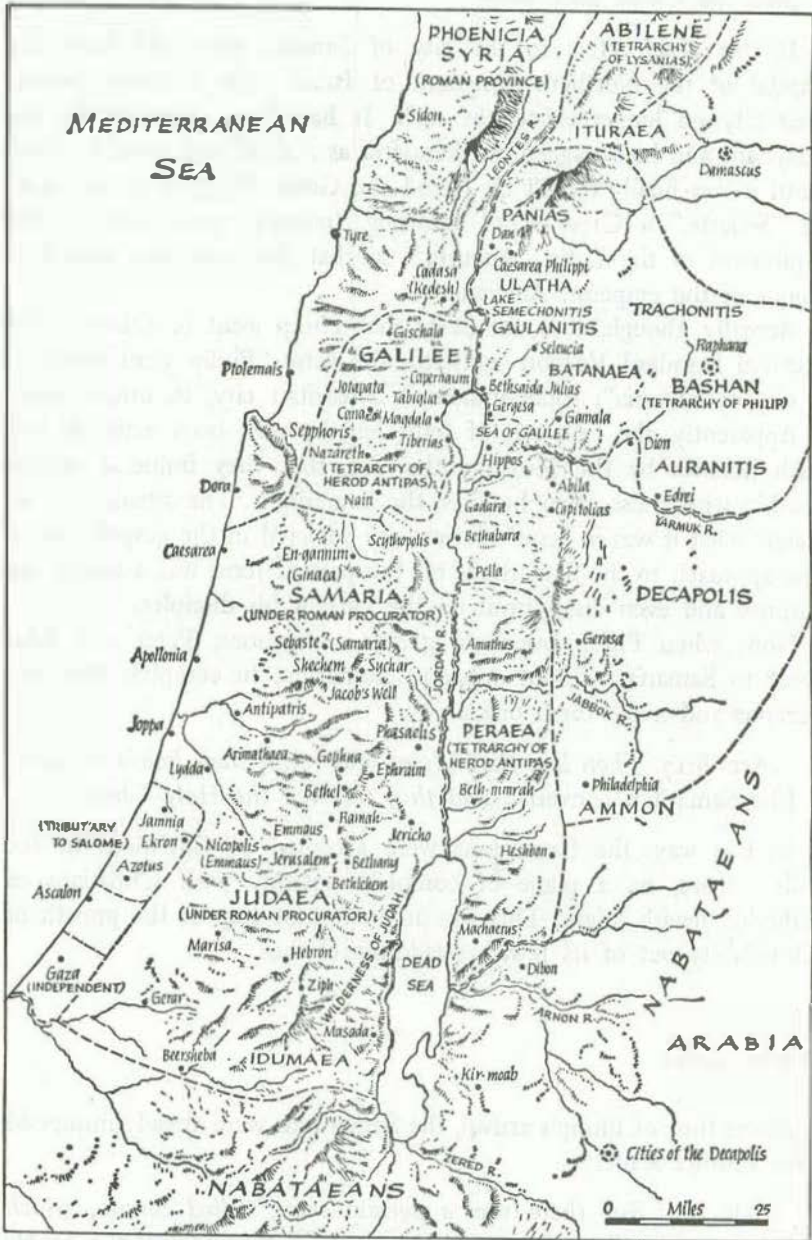 PHOENICIA
SYRIA
(ROMAN PROVINCE)
ABILENE
(TETRARCHY
OF LYSANIAS)
MEDITERRANEAN
SEA
Sidon
LEONTES R.
ITURAEA
Damascus
PANIAS
Tyre
Dan
Caesarea Philippi
Cadasa
(Kedesh)
ULATHA
LAKE
SEMECHONITIS
TRACHONITIS
Gischala
GAULANITIS
GALILEE
Seleucia
Raphana
Ptolemais
BATANAEA
BASHAN
(TETRARCHY OF PHILIP)
Jotapata
Capernaum
Tabigha
Bethsaida Julias
Gergesa
Cana
Magdala
Gamala
Sepphoris
Tiberias
SEA OF GALILEE
Dion
Nazareth
Hippos
AURANITIS
(TETRARCHY OF
HEROD ANTIPAS)
Dora
Nain
Abila
Edrei
Gadara
Capitolias
YARMUK R.
Caesarea
Scythopolis
Bethabara
En-gannim
(Ginaea)
Pella
SAMARIA
(UNDER ROMAN PROCURATOR)
DECAPOLIS
Sebaste (Samaria)
Amathus
Gerasa
Apollonia
Shechem
Sychar
JORDAN R.
Jacob's Well
JABBOK R.
Antipatris
Joppa
Phasaelis
PERAEA
(TETRARCHY OF
HEROD ANTIPAS)
Arimathaea
Gophna
Lydda
Ephraim
Bethel
Beth-nimrah
Philadelphia
AMMON
Ramah
(TRIBUTARY
TO SALOME)
Jamnia
Emmaus
Jericho
Ekron
Nicopolis
(Emmaus)
Jerusalem
Bethany
Heshbon
Azotus
Bethlehem
Ascalon
JUDAEA
(UNDER ROMAN PROCURATOR)
WILDERNESS OF JUDAH
Machaerus
Marisa
Hebron
DEAD
SEA
Dibon
NABATAEANS
Gaza
(INDEPENDENT)
Ziph
ARNON R.
Gerar
Masada
ARABIA
Beersheba
IDUMAEA
Kir-moab
Cities of the Decapolis
ZERED R.
NABATAEANS
0 Miles 25